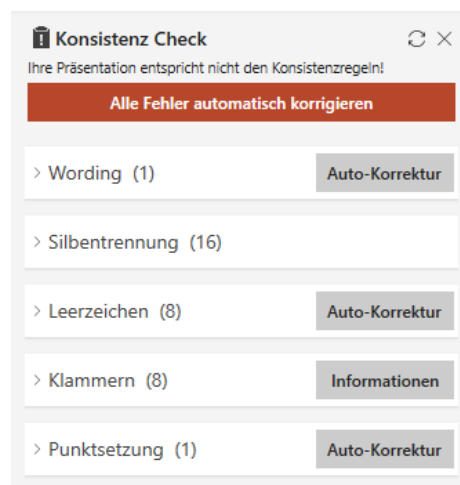 Konsistenz Check
Ihre Präsentation entspricht nicht den Konsistenzregeln!
Alle Fehler automatisch korrigieren
Wording (1) Auto-Korrektur
Silbentrennung (16)
Leerzeichen (8) Auto-Korrektur
Klammern (8) Informationen
Punktsetzung (1) Auto-Korrektur